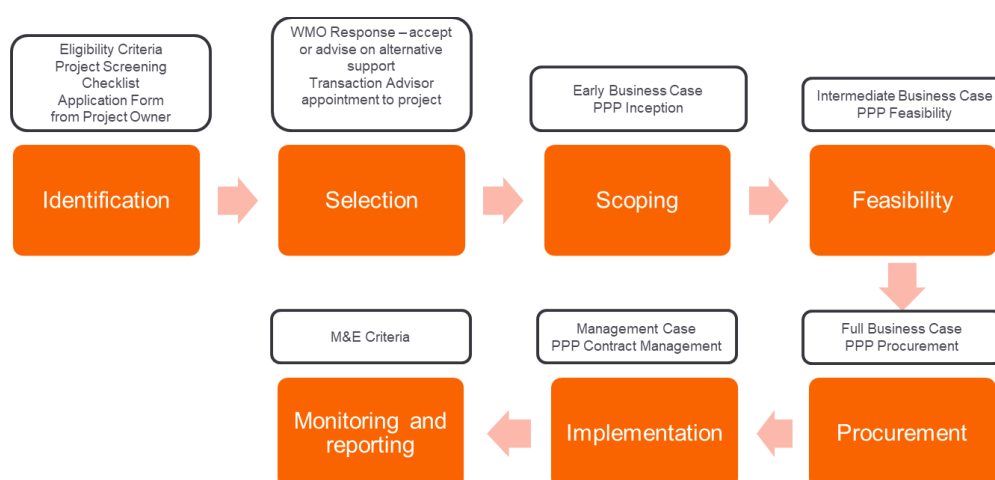 Eligibility Criteria
Project Screening
Checklist
Application Form
from Project Owner
Identification
WMO Response – accept
or advise on alternative
support
Transaction Advisor
appointment to project
Selection
Early Business Case
PPP Inception
Scoping
Intermediate Business Case
PPP Feasibility
Feasibility
Full Business Case
PPP Procurement
Procurement
Management Case
PPP Contract Management
Implementation
M&E Criteria
Monitoring and
reporting